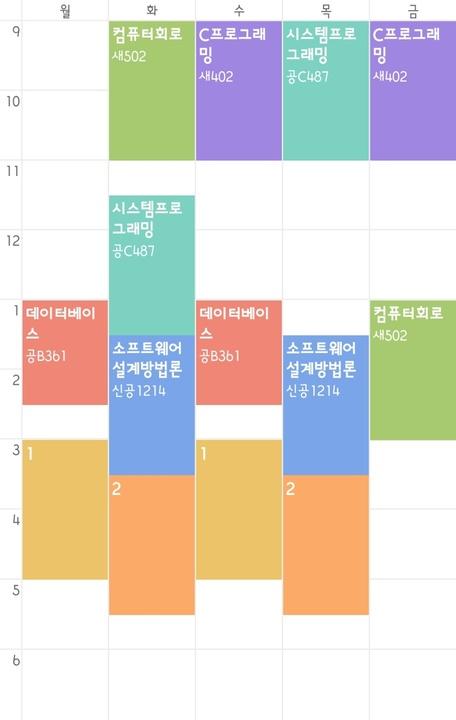 월 화 수 목 금
9
컴퓨터회로
새502
C프로그래
밍
새402
시스템프로
그래밍
공C487
C프로그래
밍
새402
10
11
시스템프로
그래밍
공C487
12
1
데이터베이
스
공B361
데이터베이
스
공B361
컴퓨터회로
새502
소프트웨어
설계방법론
신공1214
소프트웨어
설계방법론
신공1214
2
3
1
1
2
2
4
5
6